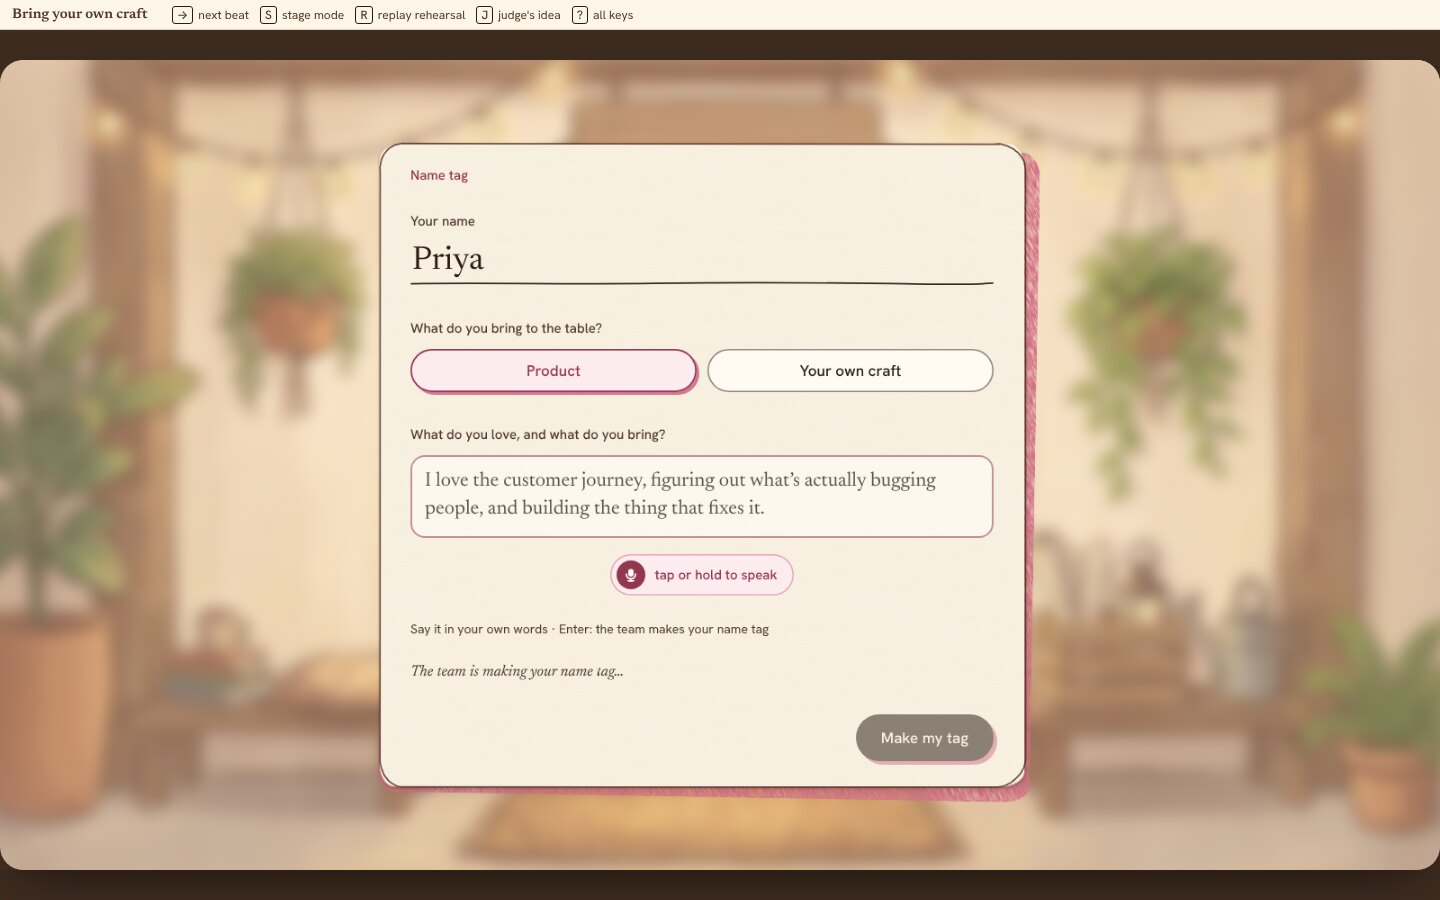 Bring your own craft
→ next beat S stage mode R replay rehearsal J judge's idea ? all keys
Name tag
Your name
Priya
What do you bring to the table?
Product
Your own craft
What do you love, and what do you bring?
I love the customer journey, figuring out what’s actually bugging
people, and building the thing that fixes it.
tap or hold to speak
Say it in your own words · Enter: the team makes your name tag
The team is making your name tag...
Make my tag